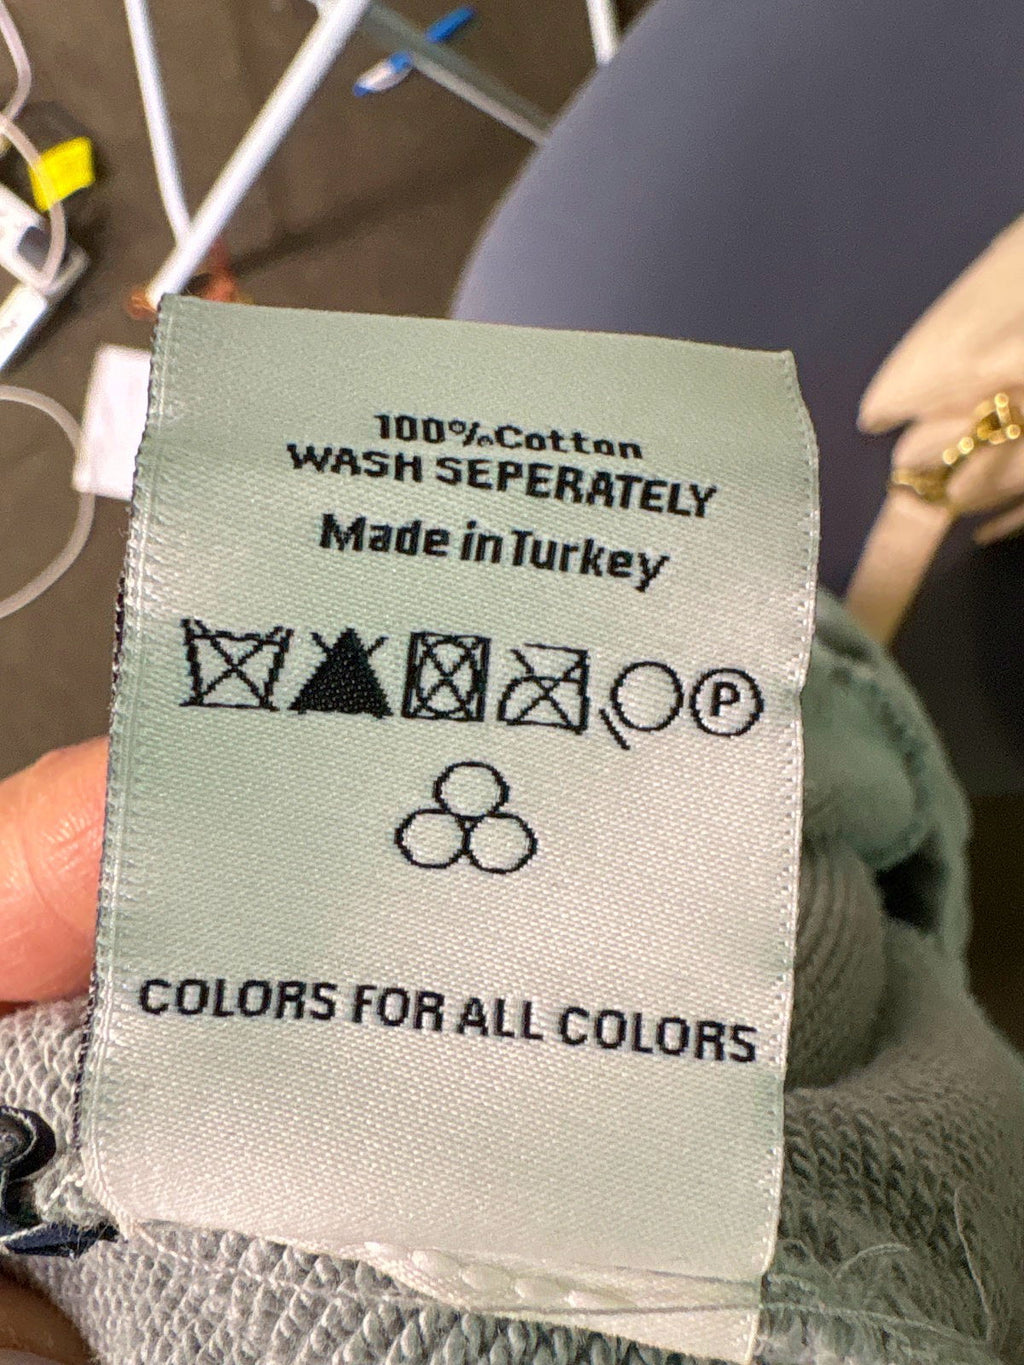 100%Cotton
WASH SEPERATELY
Made in Turkey
P
COLORS FOR ALL COLORS